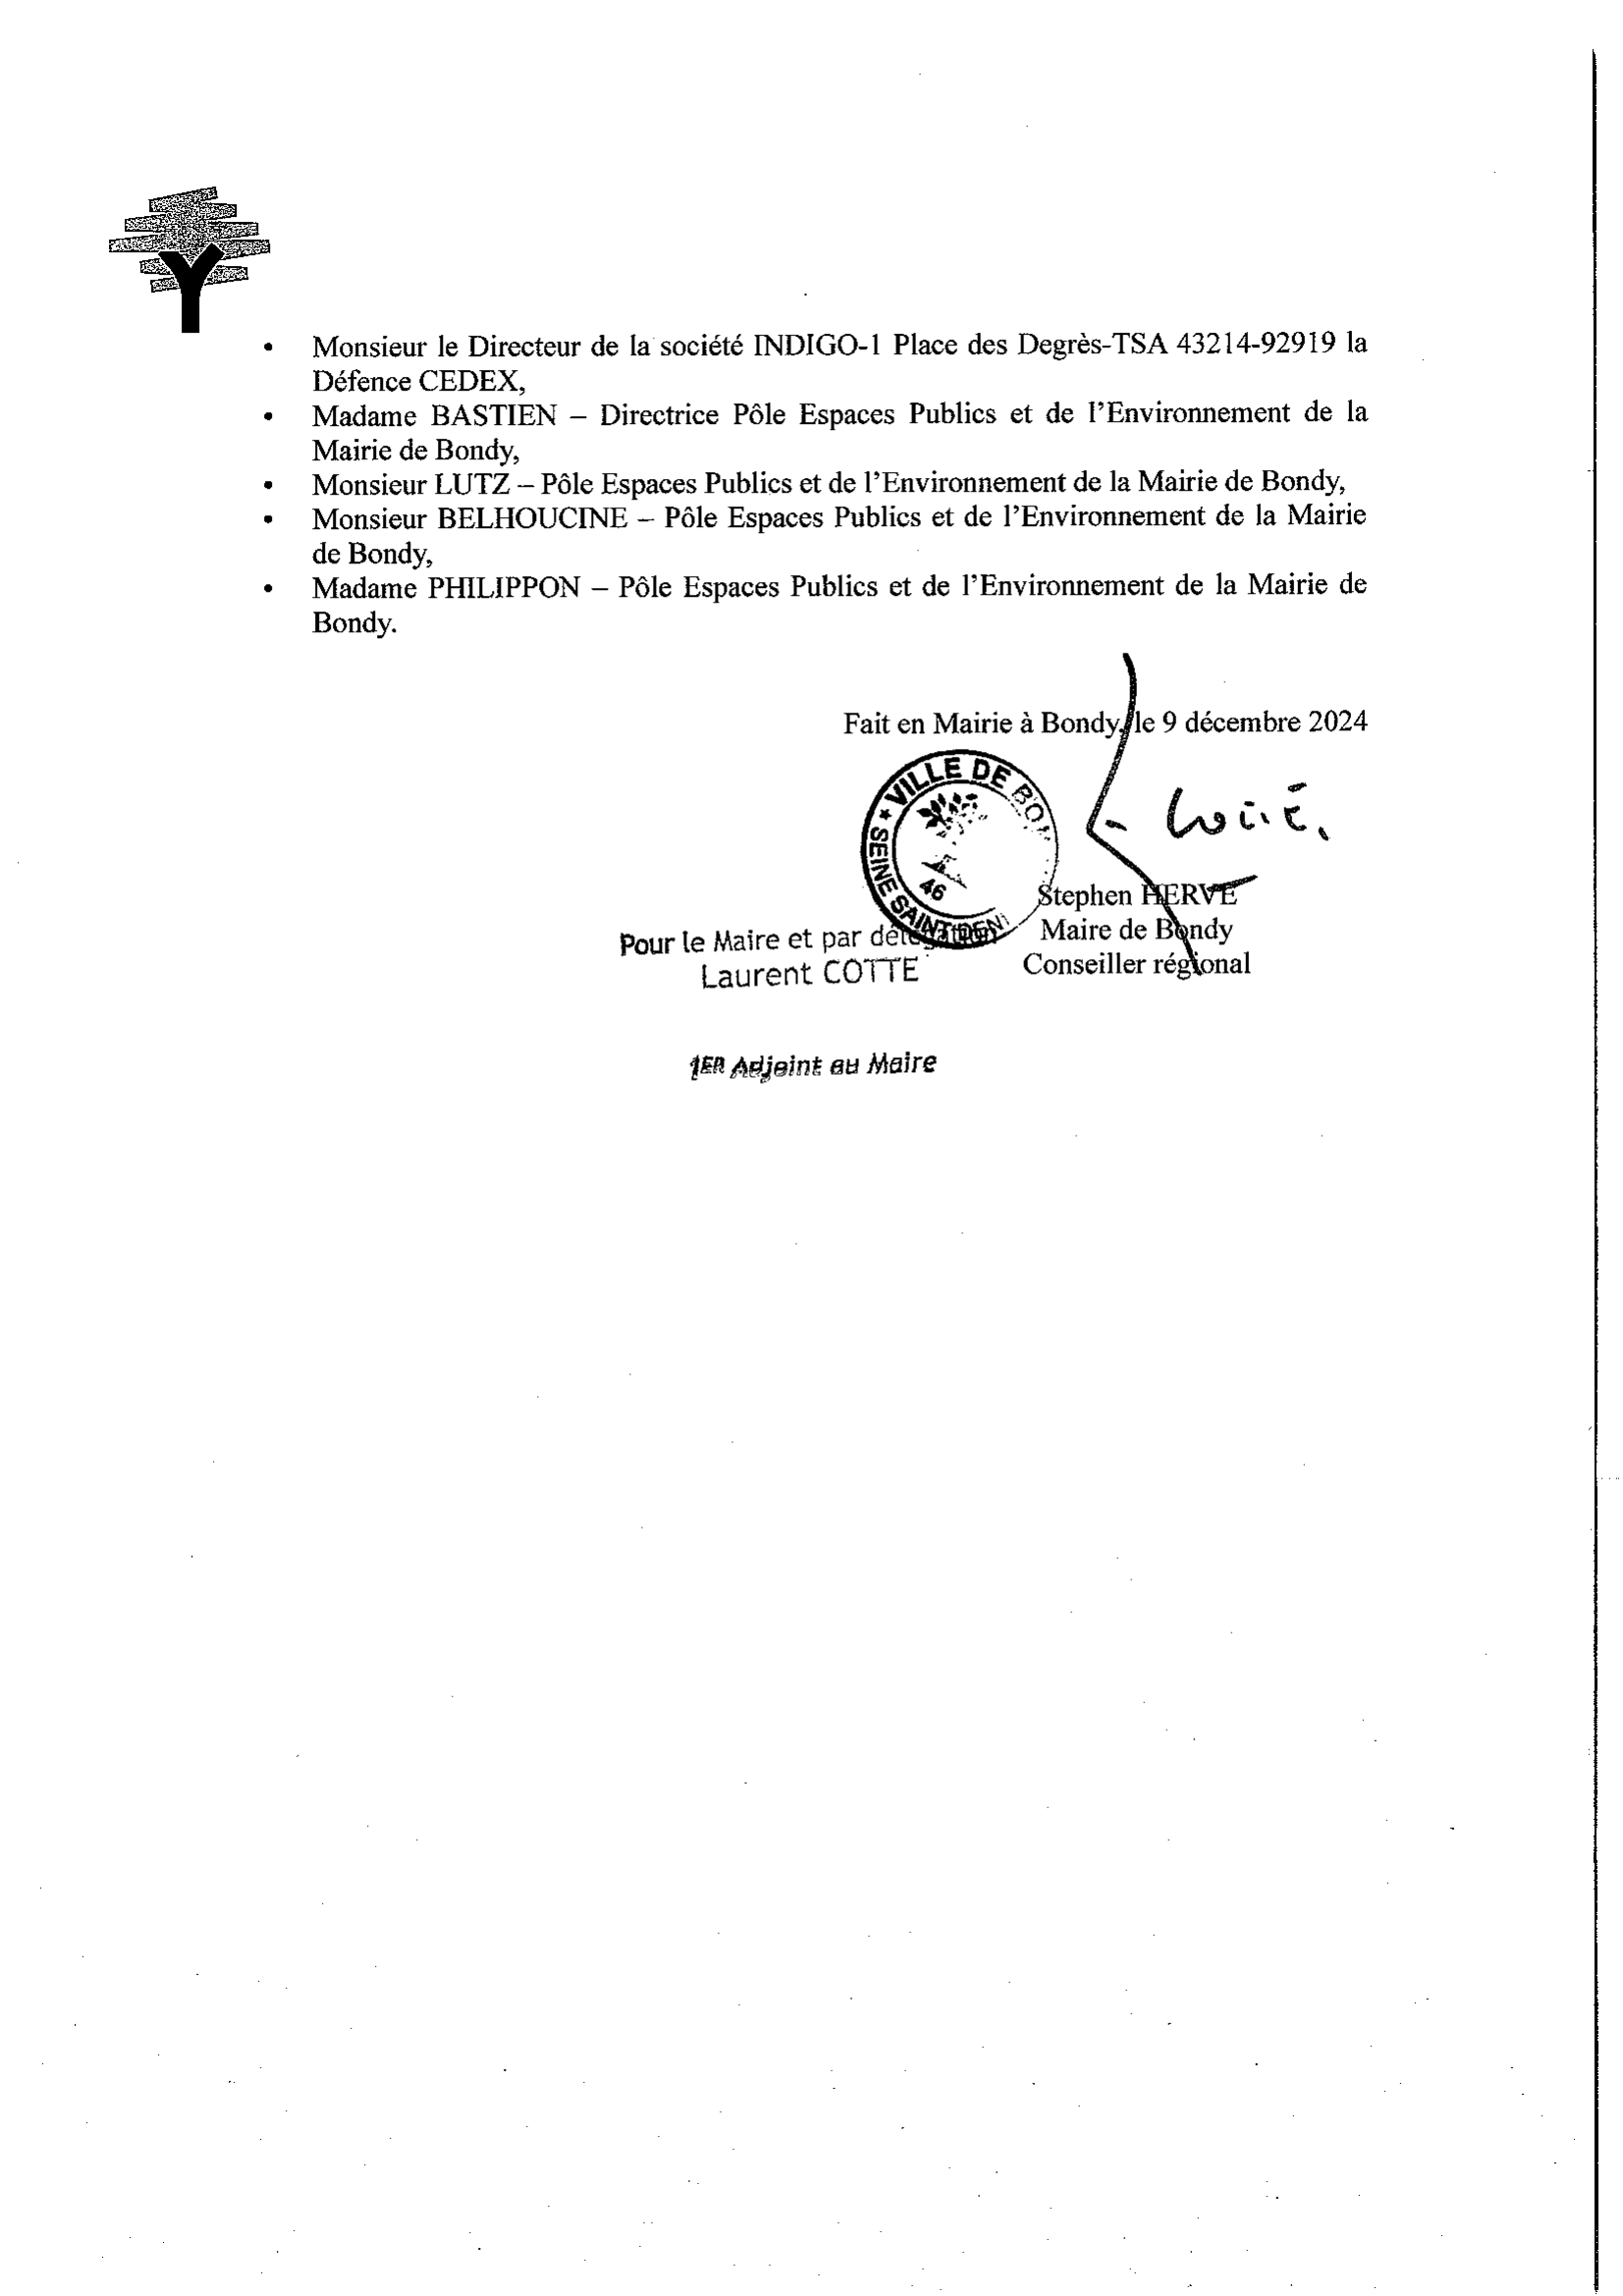 • Monsieur le Directeur de la société INDIGO-1 Place des Degrès-TSA 43214-92919 la
Défence CEDEX,
• Madame BASTIEN – Directrice Pôle Espaces Publics et de l'Environnement de la
Mairie de Bondy,
• Monsieur LUTZ – Pôle Espaces Publics et de l'Environnement de la Mairie de Bondy,
• Monsieur BELHOUCINE – Pôle Espaces Publics et de l'Environnement de la Mairie
de Bondy,
• Madame PHILIPPON – Pôle Espaces Publics et de l'Environnement de la Mairie de
Bondy.
Fait en Mairie à Bondy, le 9 décembre 2024
VILLE DE BON
SEINE SAINT DENI
46
Stephen HERVE
Maire de Bondy
Conseiller régional
Pour le Maire et par délégation
Laurent COTTE
1ER Adjoint au Maire